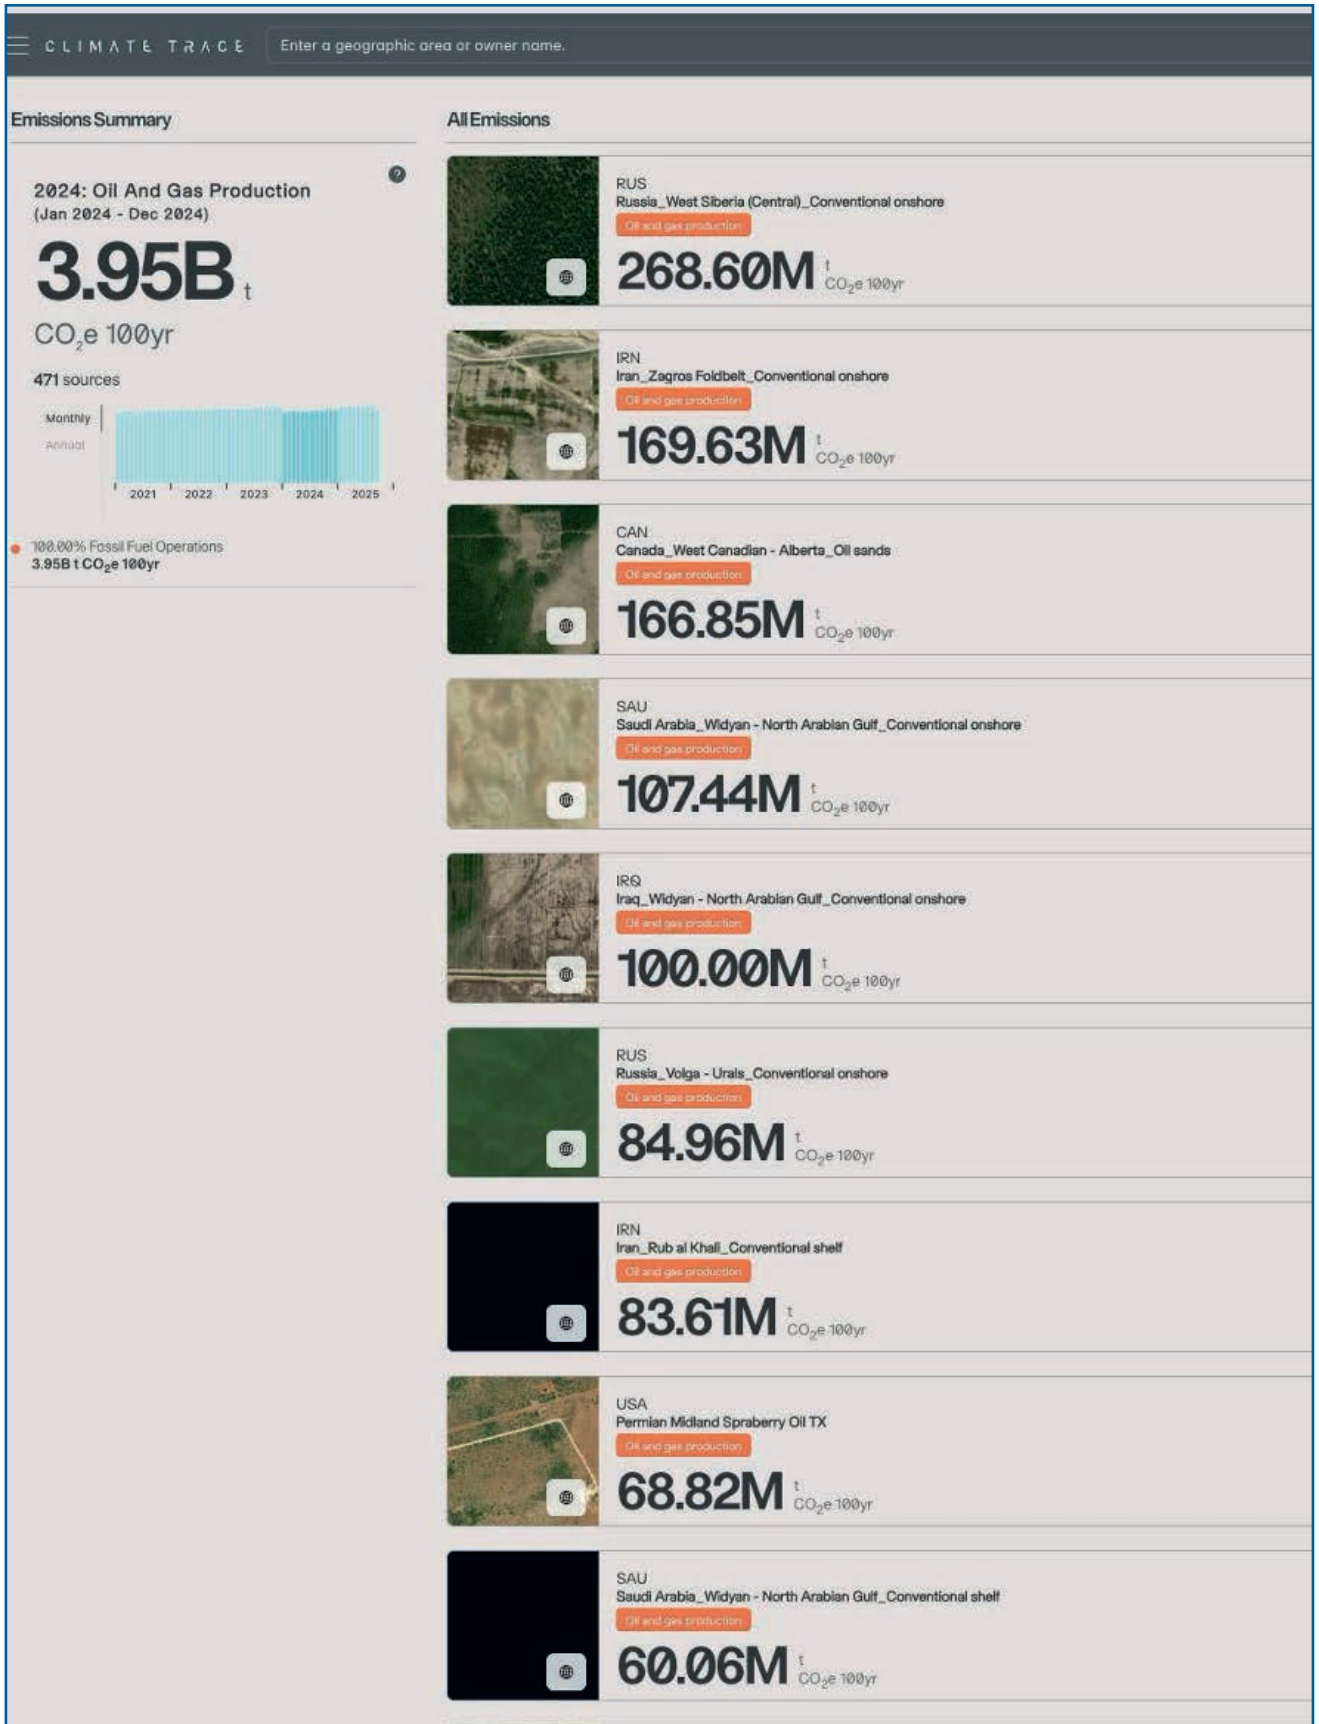 CLIMATE TRACE
Enter a geographic area or owner name.
Emissions Summary
?
2024: Oil And Gas Production
(Jan 2024 - Dec 2024)
3.95B t
CO₂e 100yr
471 sources
Monthly
Annual
2021 2022 2023 2024 2025
100.00% Fossil Fuel Operations
3.95B t CO₂e 100yr
All Emissions
RUS
Russia_West Siberia (Central)_Conventional onshore
Oil and gas production
268.60M t CO₂e 100yr
IRN
Iran_Zagros Foldbelt_Conventional onshore
Oil and gas production
169.63M t CO₂e 100yr
CAN
Canada_West Canadian - Alberta_Oil sands
Oil and gas production
166.85M t CO₂e 100yr
SAU
Saudi Arabia_Widyan - North Arabian Gulf_Conventional onshore
Oil and gas production
107.44M t CO₂e 100yr
IRQ
Iraq_Widyan - North Arabian Gulf_Conventional onshore
Oil and gas production
100.00M t CO₂e 100yr
RUS
Russia_Volga - Urals_Conventional onshore
Oil and gas production
84.96M t CO₂e 100yr
IRN
Iran_Rub al Khali_Conventional shelf
Oil and gas production
83.61M t CO₂e 100yr
USA
Permian Midland Spraberry Oil TX
Oil and gas production
68.82M t CO₂e 100yr
SAU
Saudi Arabia_Widyan - North Arabian Gulf_Conventional shelf
Oil and gas production
60.06M t CO₂e 100yr